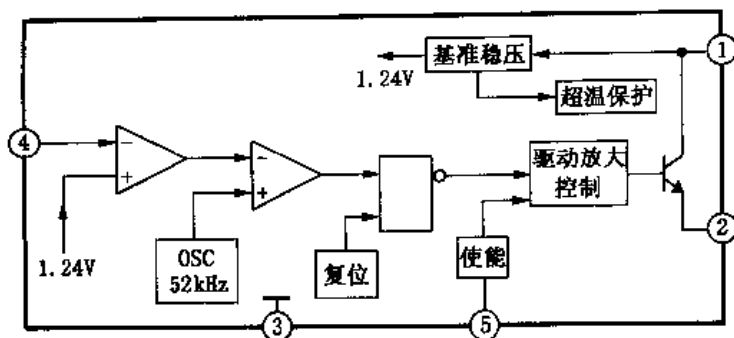 基准稳压
①
1.24V
超温保护
④
−
+
−
+
驱动放大
控制
②
1.24V
OSC
52kHz
复位
使能
③
⑤